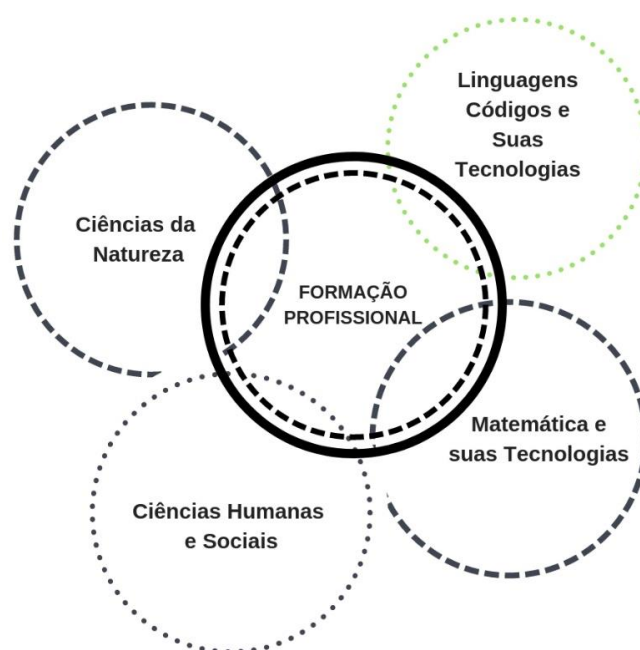 Linguagens
Códigos e
Suas
Tecnologias
Ciências da
Natureza
FORMAÇÃO
PROFISSIONAL
Matemática e
suas Tecnologias
Ciências Humanas
e Sociais